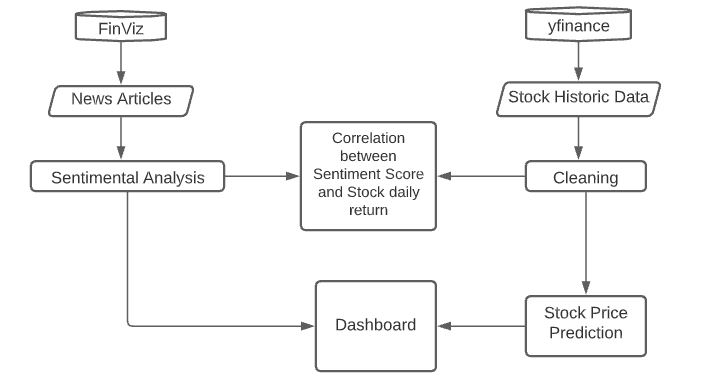 FinViz
yfinance
News Articles
Stock Historic Data
Correlation
between
Sentiment Score
and Stock daily
return
Sentimental Analysis
Cleaning
Dashboard
Stock Price
Prediction